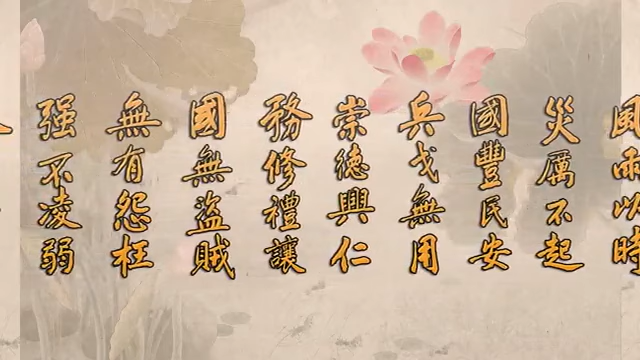 風雨以時
災厲不起
國豐民安
兵戈無用
崇德興仁
務修禮讓
國無盜賊
無有怨枉
强不凌弱